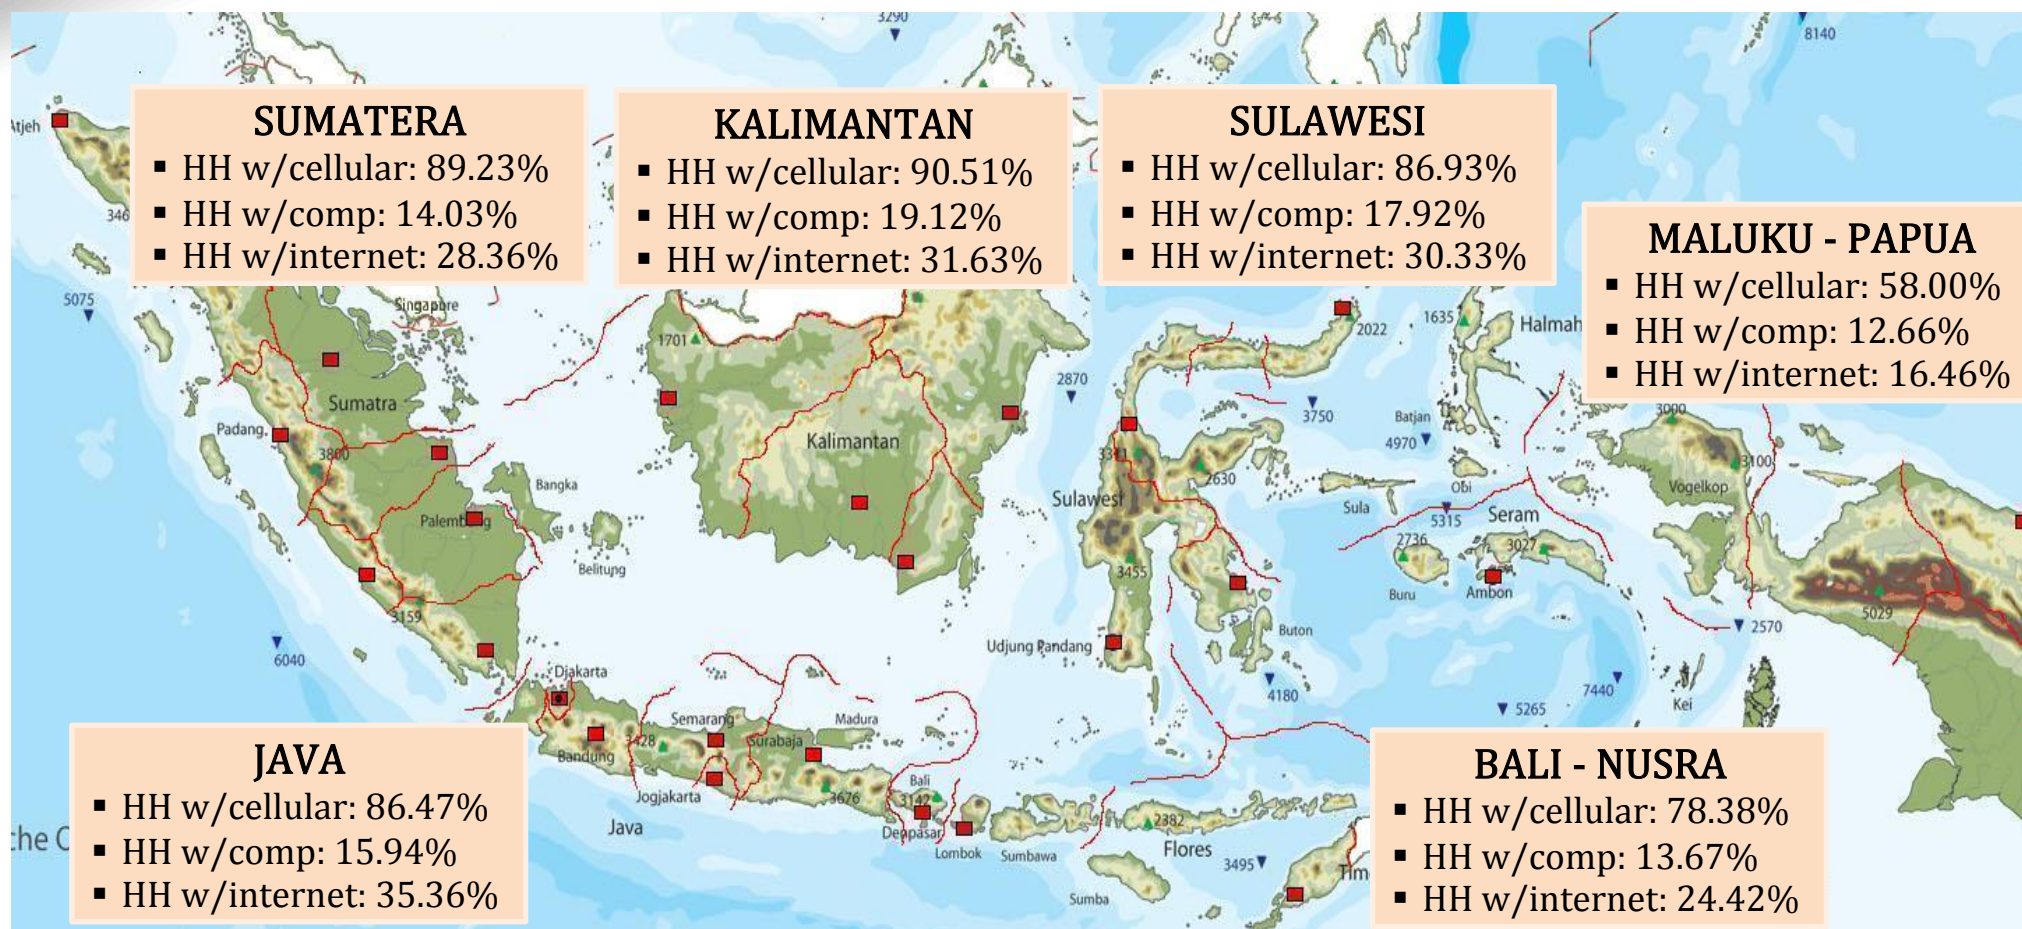 3290
8140
SUMATERA
▪ HH w/cellular: 89.23%
▪ HH w/comp: 14.03%
▪ HH w/internet: 28.36%
KALIMANTAN
▪ HH w/cellular: 90.51%
▪ HH w/comp: 19.12%
▪ HH w/internet: 31.63%
SULAWESI
▪ HH w/cellular: 86.93%
▪ HH w/comp: 17.92%
▪ HH w/internet: 30.33%
MALUKU - PAPUA
▪ HH w/cellular: 58.00%
▪ HH w/comp: 12.66%
▪ HH w/internet: 16.46%
Atjeh
346
5075
Singapore
1701
2870
2022
1635
Halmah
3750
Batjan
4970
3000
Sumatra
Padang
3800
Kalimantan
3311
2630
3100
Bangka
Sulawesi
Sula
Obi
Vogelkop
Palembang
5315
Seram
2736
3027
Belitung
3455
Buru
Ambon
5029
3159
2570
Buton
Udjung Pandang
6040
Djakarta
4180
7440
Kei
5265
Semarang
Madura
3428
Surabaja
Bandung
Bali
Jogjakarta
3676
3142
2382
Java
Denpasar
Lombok
Sumbawa
Flores
3495
Tim
Sumba
the O
JAVA
▪ HH w/cellular: 86.47%
▪ HH w/comp: 15.94%
▪ HH w/internet: 35.36%
BALI - NUSRA
▪ HH w/cellular: 78.38%
▪ HH w/comp: 13.67%
▪ HH w/internet: 24.42%